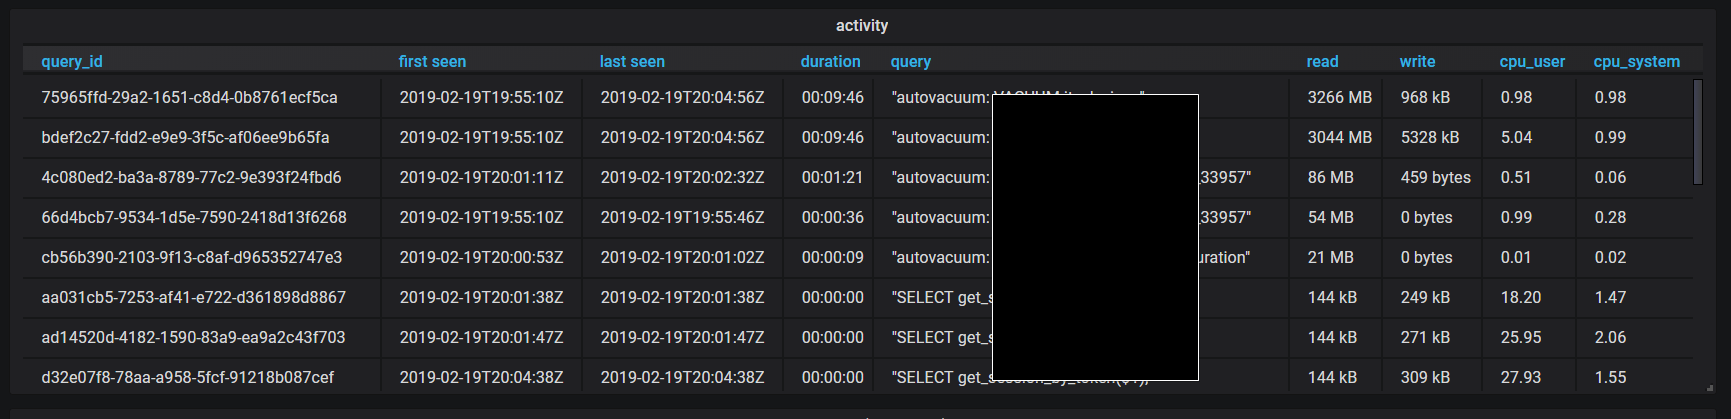 activity
query_id first seen last seen duration query read write cpu_user cpu_system
75965ffd-29a2-1651-c8d4-0b8761ecf5ca 2019-02-19T19:55:10Z 2019-02-19T20:04:56Z 00:09:46 "autovacuum: 3266 MB 968 kB 0.98 0.98
bdef2c27-fdd2-e9e9-3f5c-af06ee9b65fa 2019-02-19T19:55:10Z 2019-02-19T20:04:56Z 00:09:46 "autovacuum: 3044 MB 5328 kB 5.04 0.99
4c080ed2-ba3a-8789-77c2-9e393f24fbd6 2019-02-19T20:01:11Z 2019-02-19T20:02:32Z 00:01:21 "autovacuum: _33957" 86 MB 459 bytes 0.51 0.06
66d4bcb7-9534-1d5e-7590-2418d13f6268 2019-02-19T19:55:10Z 2019-02-19T19:55:46Z 00:00:36 "autovacuum: _33957" 54 MB 0 bytes 0.99 0.28
cb56b390-2103-9f13-c8af-d965352747e3 2019-02-19T20:00:53Z 2019-02-19T20:01:02Z 00:00:09 "autovacuum: uration" 21 MB 0 bytes 0.01 0.02
aa031cb5-7253-af41-e722-d361898d8867 2019-02-19T20:01:38Z 2019-02-19T20:01:38Z 00:00:00 "SELECT get_s 144 kB 249 kB 18.20 1.47
ad14520d-4182-1590-83a9-ea9a2c43f703 2019-02-19T20:01:47Z 2019-02-19T20:01:47Z 00:00:00 "SELECT get_s 144 kB 271 kB 25.95 2.06
d32e07f8-78aa-a958-5fcf-91218b087cef 2019-02-19T20:04:38Z 2019-02-19T20:04:38Z 00:00:00 "SELECT get_s 144 kB 309 kB 27.93 1.55